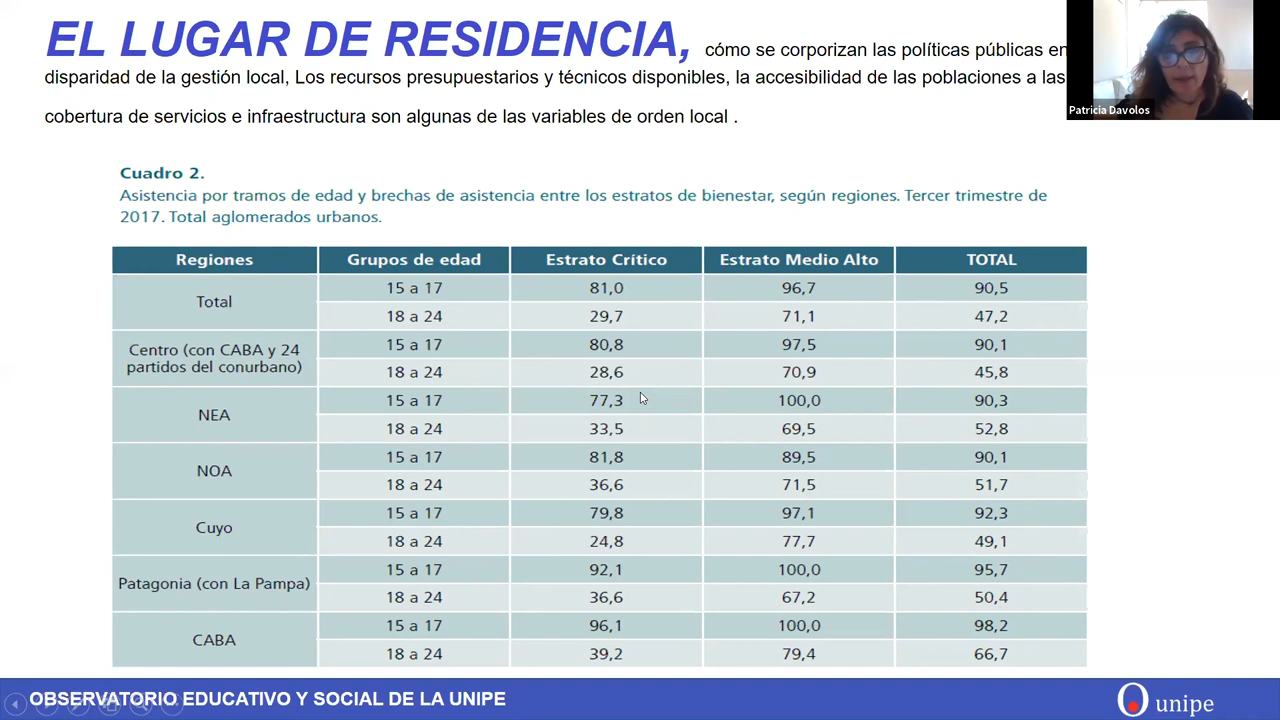 EL LUGAR DE RESIDENCIA, cómo se corporizan las políticas públicas en
disparidad de la gestión local, Los recursos presupuestarios y técnicos disponibles, la accesibilidad de las poblaciones a las
cobertura de servicios e infraestructura son algunas de las variables de orden local .
Patricia Davolos
Cuadro 2.
Asistencia por tramos de edad y brechas de asistencia entre los estratos de bienestar, según regiones. Tercer trimestre de
2017. Total aglomerados urbanos.
Regiones Grupos de edad Estrato Crítico Estrato Medio Alto TOTAL
Total 15 a 17 81,0 96,7 90,5
18 a 24 29,7 71,1 47,2
Centro (con CABA y 24
partidos del conurbano) 15 a 17 80,8 97,5 90,1
18 a 24 28,6 70,9 45,8
NEA 15 a 17 77,3 100,0 90,3
18 a 24 33,5 69,5 52,8
NOA 15 a 17 81,8 89,5 90,1
18 a 24 36,6 71,5 51,7
Cuyo 15 a 17 79,8 97,1 92,3
18 a 24 24,8 77,7 49,1
Patagonia (con La Pampa) 15 a 17 92,1 100,0 95,7
18 a 24 36,6 67,2 50,4
CABA 15 a 17 96,1 100,0 98,2
18 a 24 39,2 79,4 66,7
OBSERVATORIO EDUCATIVO Y SOCIAL DE LA UNIPE
unipe